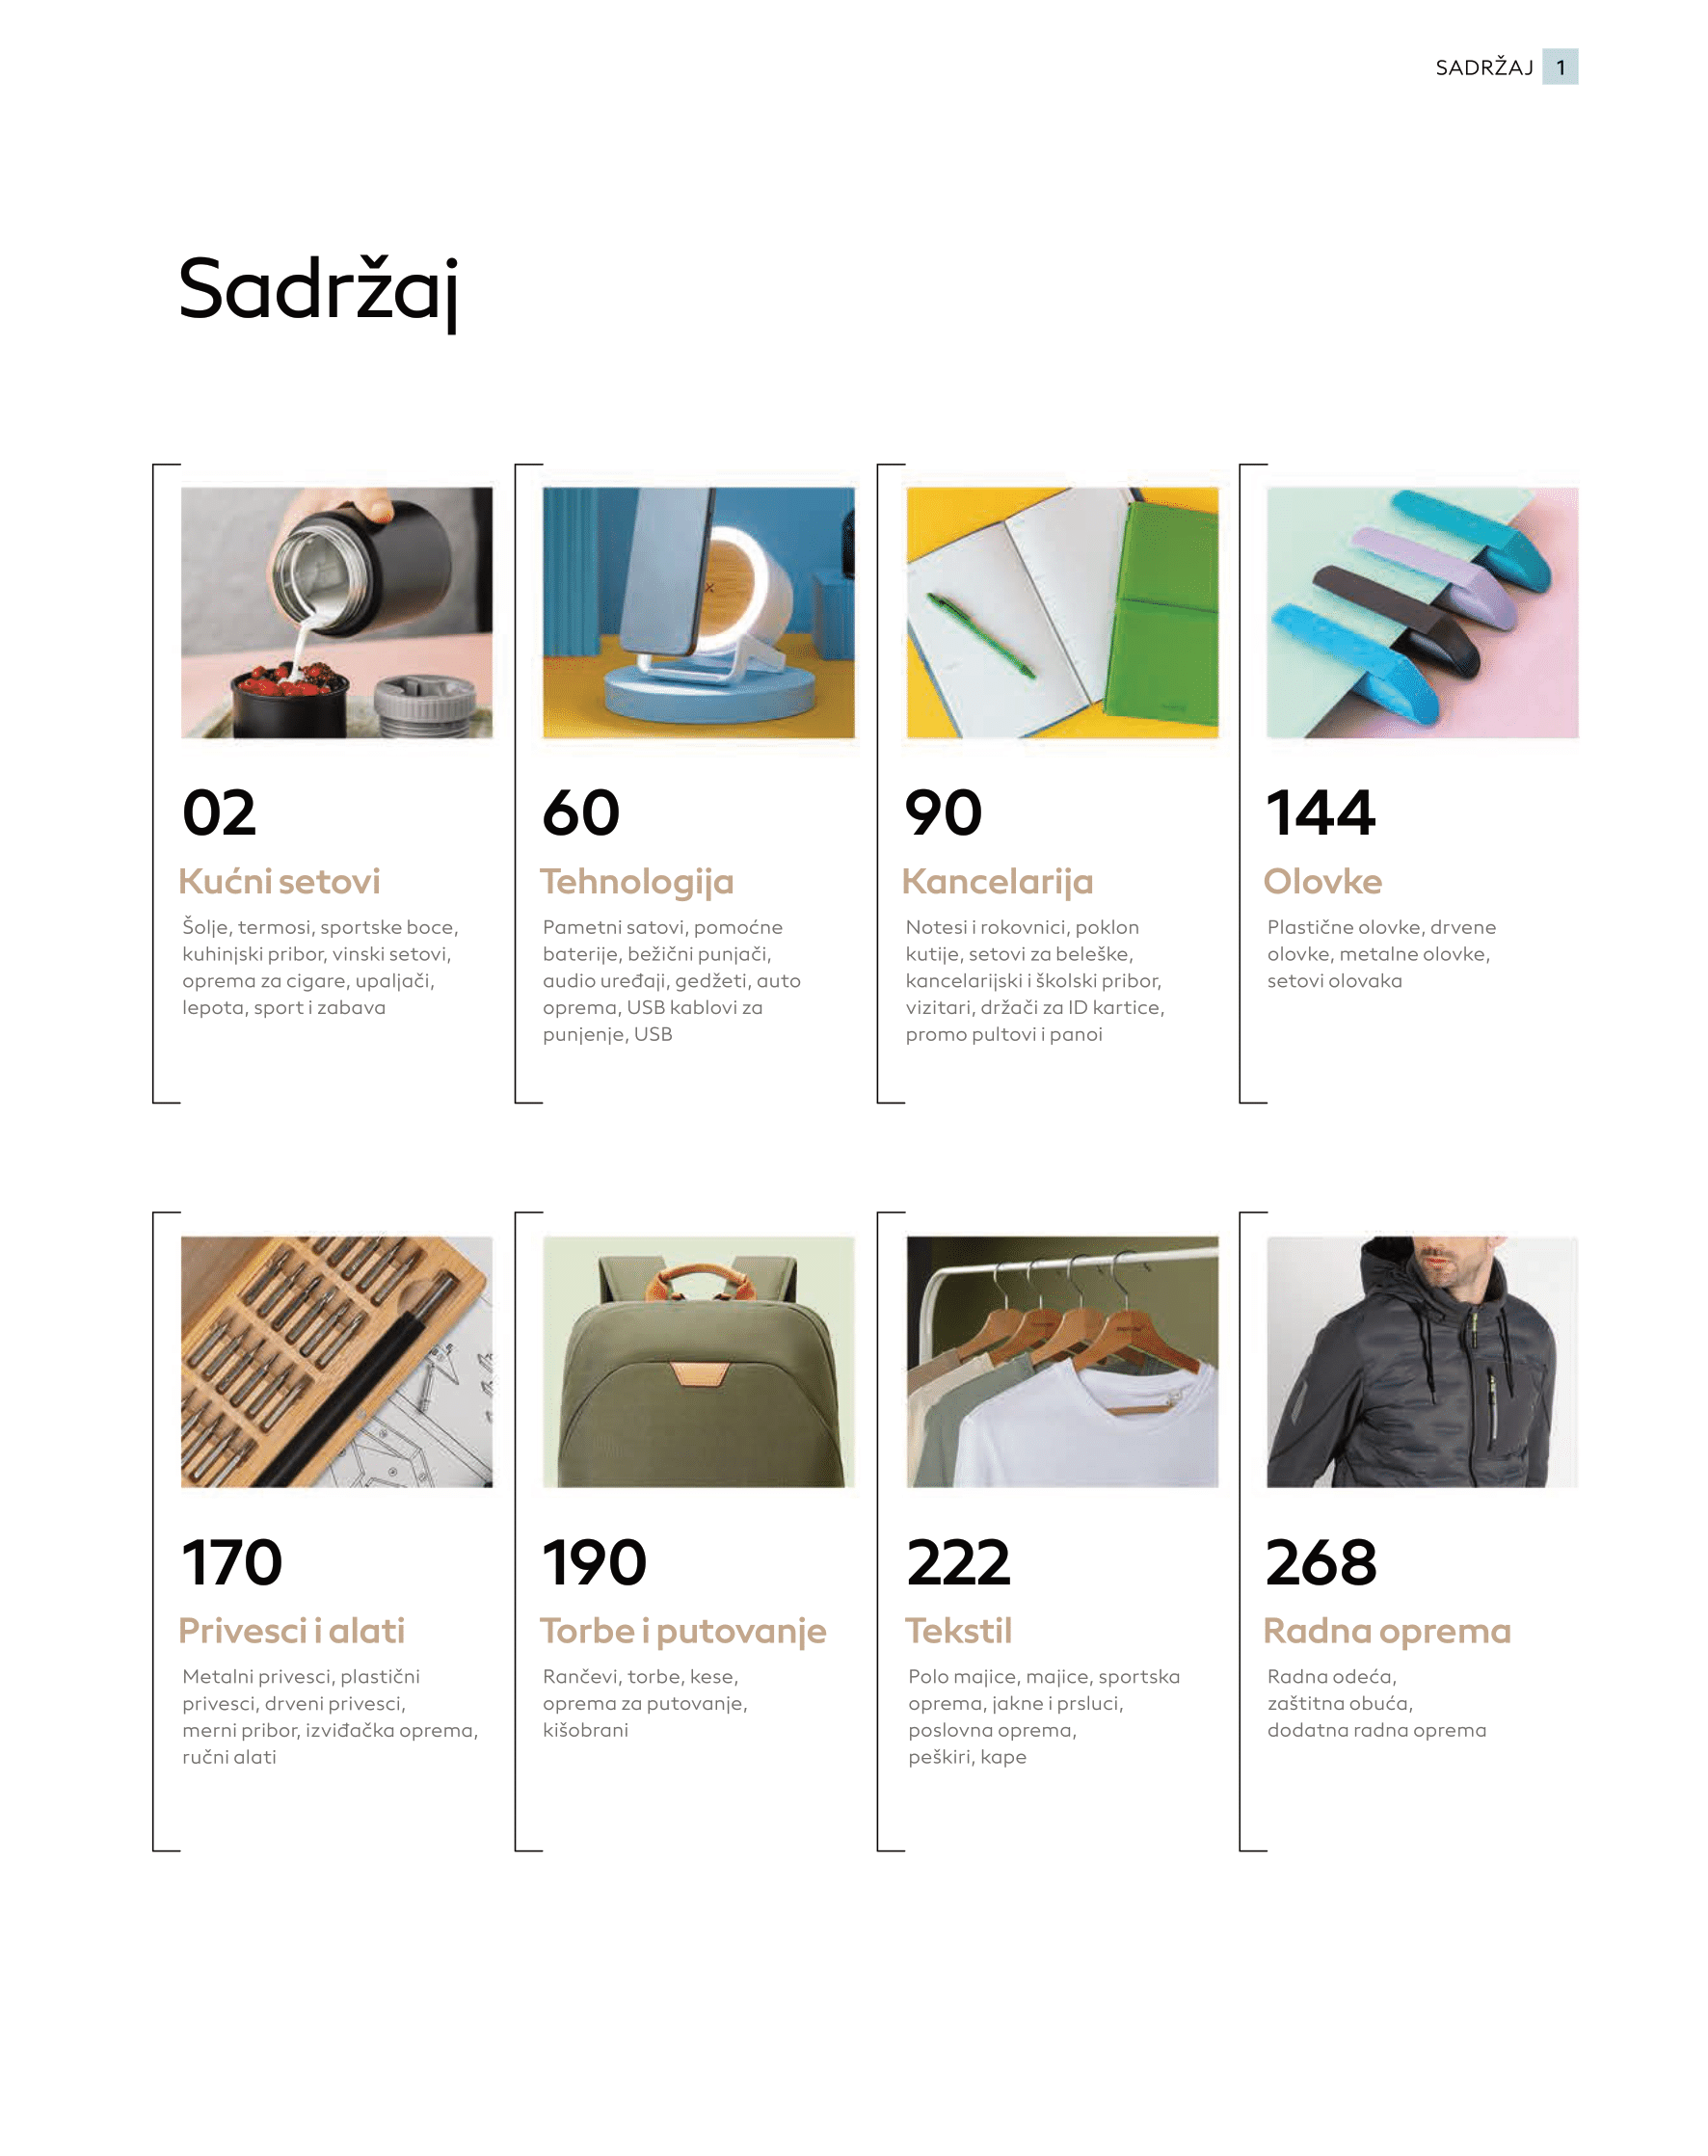 SADRŽAJ 1
Sadržaj
02
Kućni setovi
Šolje, termosi, sportske boce,
kuhinjski pribor, vinski setovi,
oprema za cigare, upaljači,
lepota, sport i zabava
60
Tehnologija
Pametni satovi, pomoćne
baterije, bežični punjači,
audio uređaji, gedžeti, auto
oprema, USB kablovi za
punjenje, USB
90
Kancelarija
Notesi i rokovnici, poklon
kutije, setovi za beleške,
kancelarijski i školski pribor,
vizitari, držači za ID kartice,
promo pultovi i panoi
144
Olovke
Plastične olovke, drvene
olovke, metalne olovke,
setovi olovaka
170
Privesci i alati
Metalni privesci, plastični
privesci, drveni privesci,
merni pribor, izviđačka oprema,
ručni alati
190
Torbe i putovanje
Rančevi, torbe, kese,
oprema za putovanje,
kišobrani
222
Tekstil
Polo majice, majice, sportska
oprema, jakne i prsluci,
poslovna oprema,
peškiri, kape
268
Radna oprema
Radna odeća,
zaštitna obuća,
dodatna radna oprema